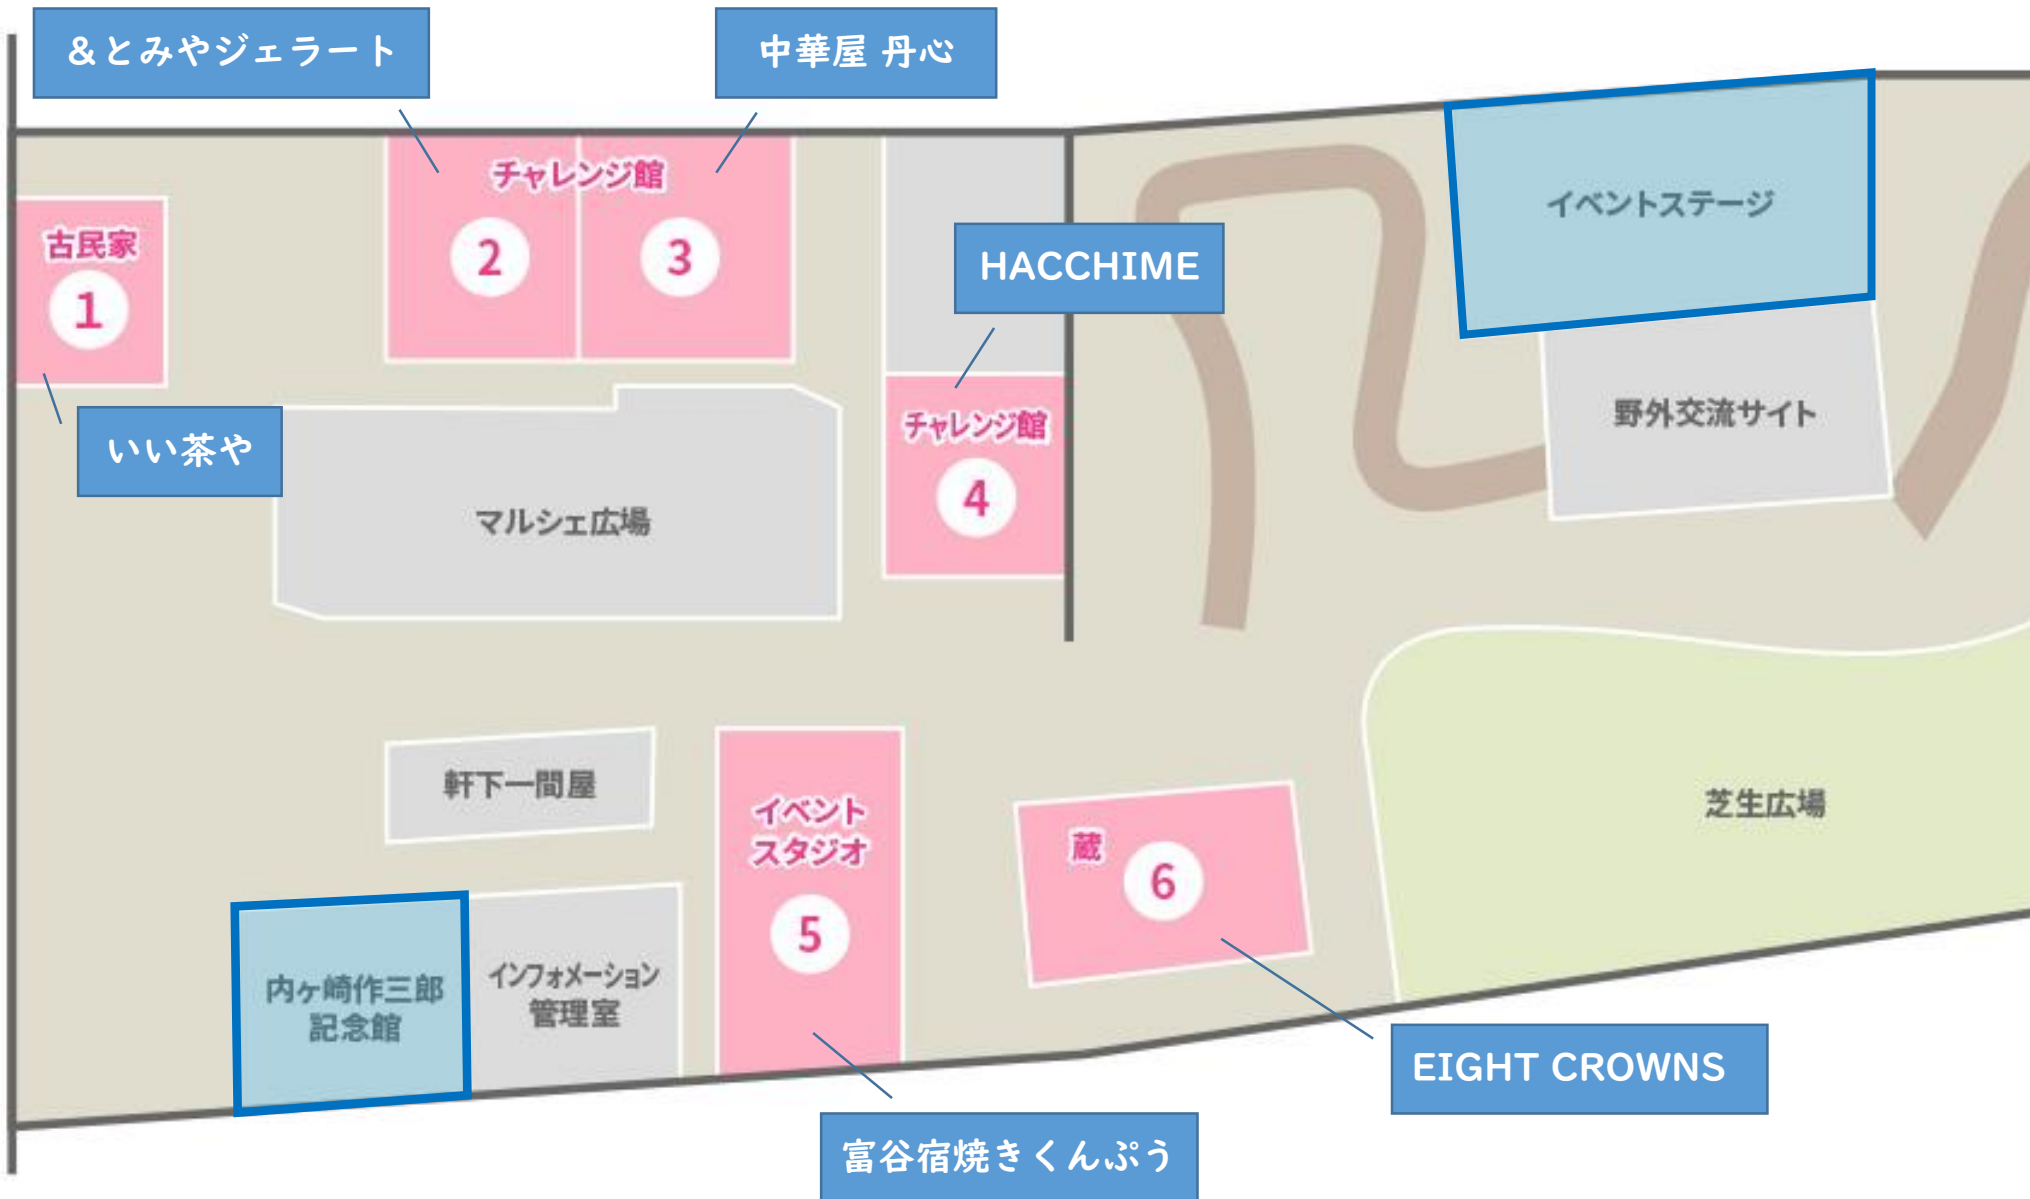 &とみやジェラート
中華屋 丹心
チャレンジ館
2
3
イベントステージ
古民家
1
HACCHIME
いい茶や
チャレンジ館
4
野外交流サイト
マルシェ広場
軒下一間屋
イベント
スタジオ
5
蔵
6
芝生広場
内ヶ崎作三郎
記念館
インフォメーション
管理室
EIGHT CROWNS
富谷宿焼きくんぷう